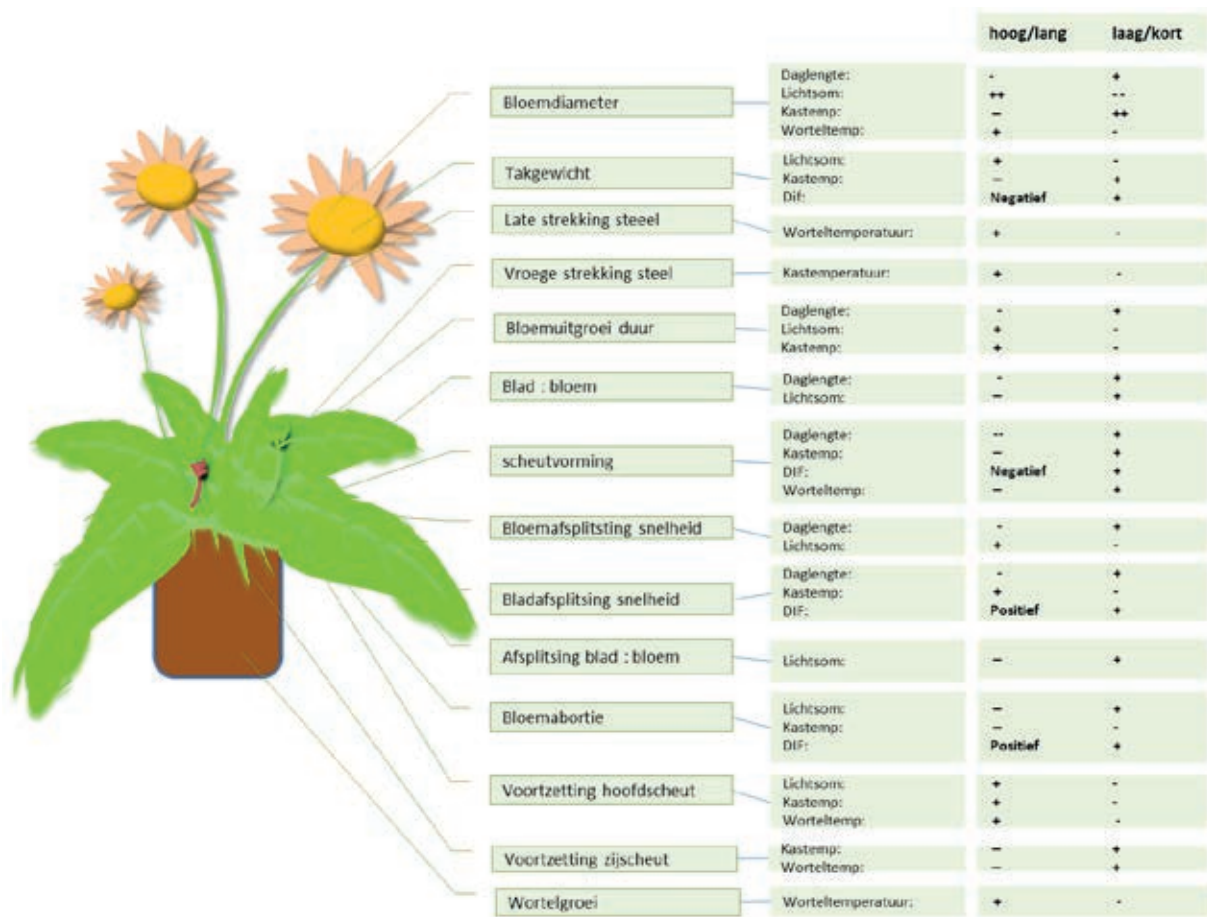 hoog/lang laag/kort
Bloemdiameter
Daglengte: - +
Lichtsom: ++ --
Kastemp: – ++
Worteltemp: + -
Takgewicht
Lichtsom: + -
Kastemp: – +
Dif: Negatief +
Late strekking steeel
Worteltemperatuur: + -
Vroege strekking steel
Kastemperatuur: + -
Bloemuitgroei duur
Daglengte: - +
Lichtsom: + -
Kastemp: + -
Blad : bloem
Daglengte: - +
Lichtsom: – +
scheutvorming
Daglengte: -- +
Kastemp: – +
DIF: Negatief +
Worteltemp: – +
Bloemafsplitsting snelheid
Daglengte: - +
Lichtsom: + -
Bladafsplitsing snelheid
Daglengte: - +
Kastemp: + -
DIF: Positief +
Afsplitsing blad : bloem
Lichtsom: – +
Bloemabortie
Lichtsom: – +
Kastemp: – -
DIF: Positief +
Voortzetting hoofdscheut
Lichtsom: + -
Kastemp: + -
Worteltemp: + -
Voortzetting zijscheut
Kastemp: – +
Worteltemp: – +
Wortelgroei
Worteltemperatuur: + -